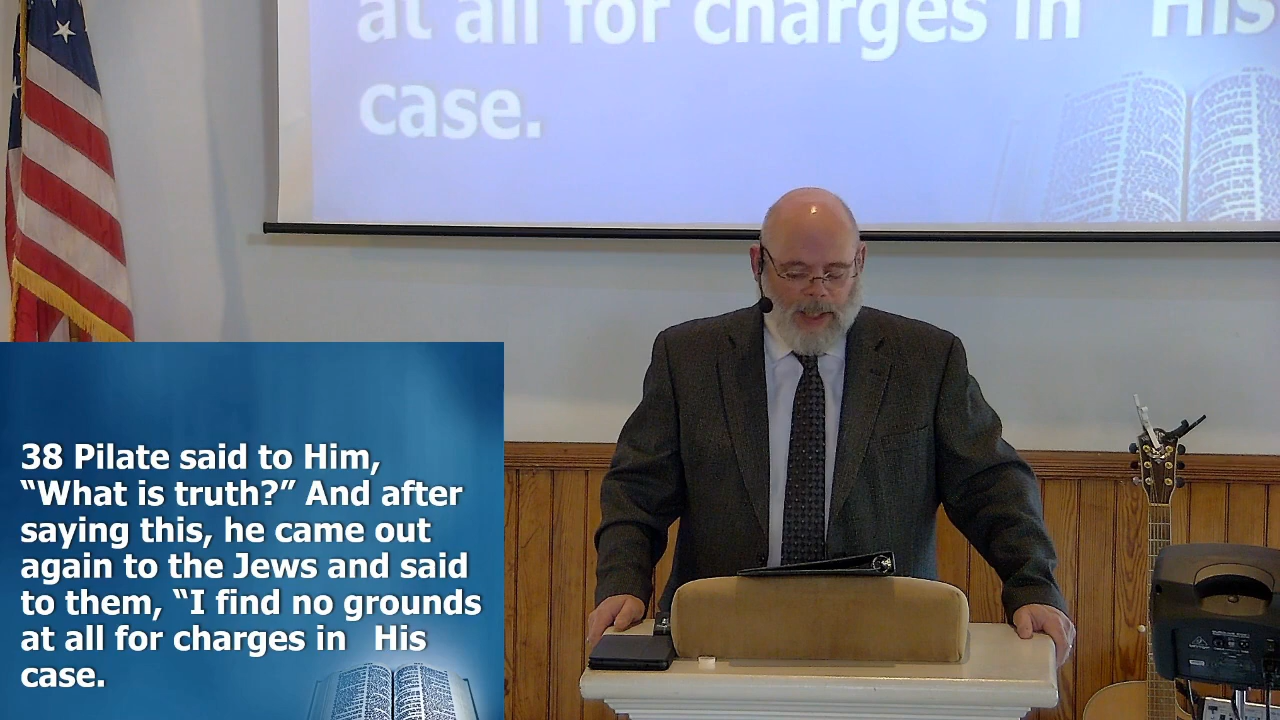 at all for charges in His
case.
38 Pilate said to Him,
“What is truth?” And after
saying this, he came out
again to the Jews and said
to them, “I find no grounds
at all for charges in His
case.